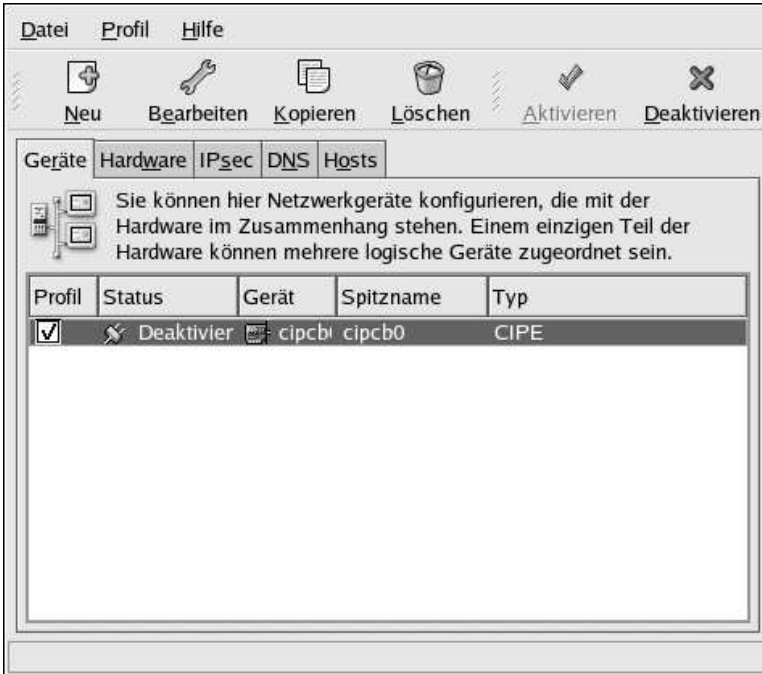 Datei Profil Hilfe
Neu Bearbeiten Kopieren Löschen Aktivieren Deaktivieren
Geräte Hardware IPsec DNS Hosts
Sie können hier Netzwerkgeräte konfigurieren, die mit der
Hardware im Zusammenhang stehen. Einem einzigen Teil der
Hardware können mehrere logische Geräte zugeordnet sein.
Profil Status Gerät Spitzname Typ
Deaktivier cipcb cipcb0 CIPE